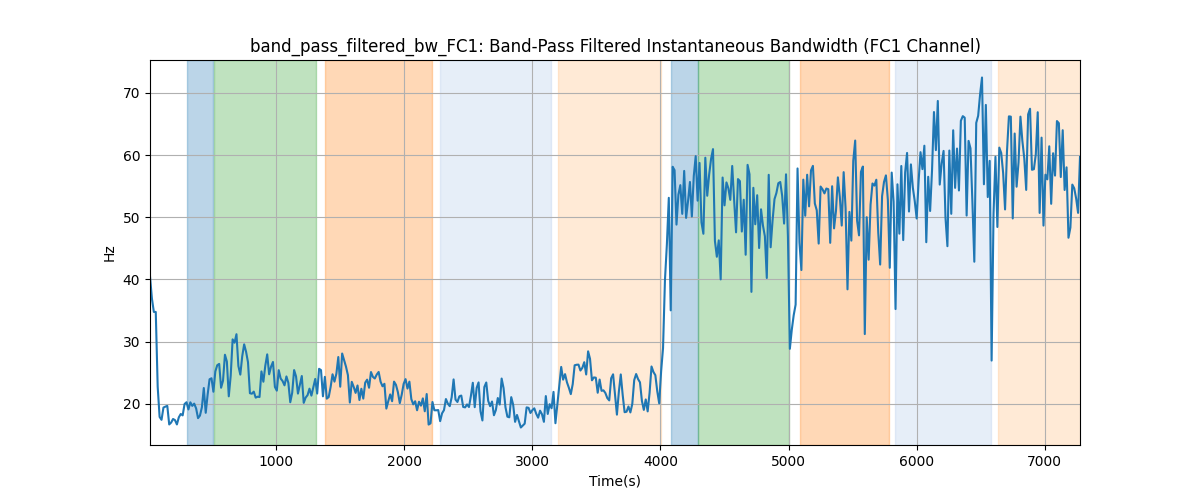 band_pass_filtered_bw_FC1: Band-Pass Filtered Instantaneous Bandwidth (FC1 Channel)
70
60
50
40
30
20
Hz
1000 2000 3000 4000 5000 6000 7000
Time(s)